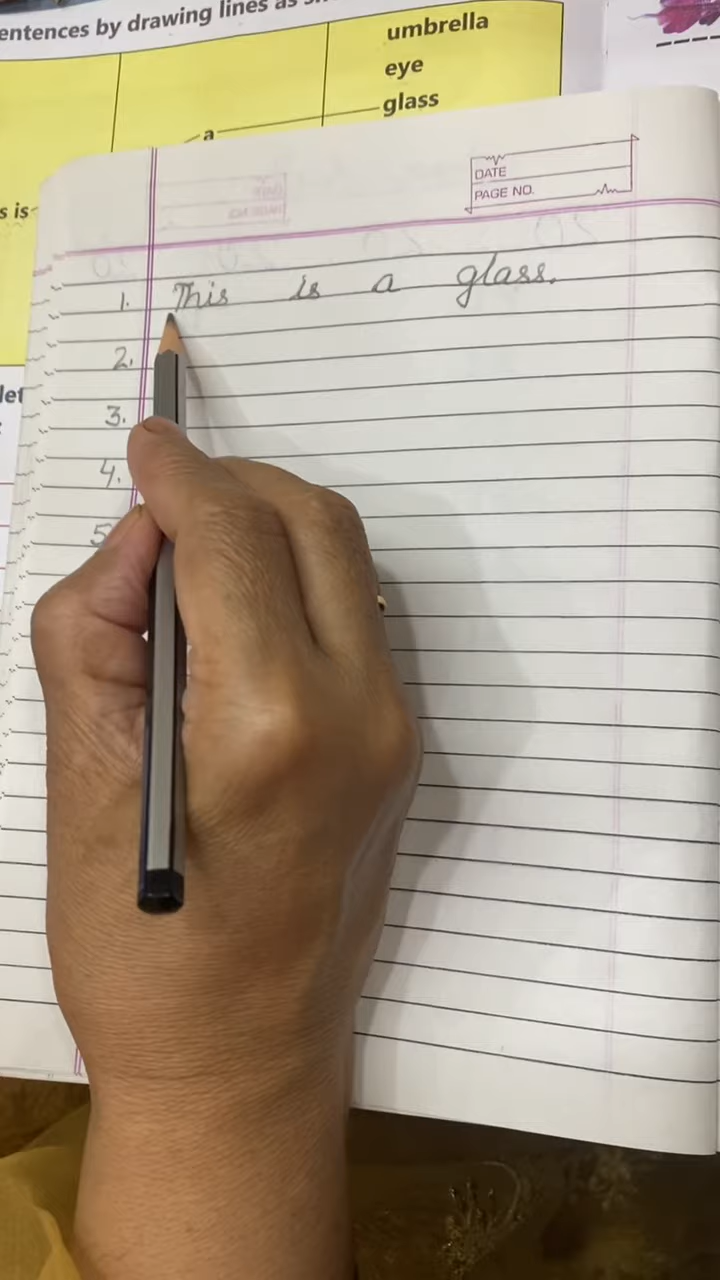 entences by drawing lines as
umbrella
eye
a glass
s is
DATE
PAGE NO.
1. This is a glass.
2.
3.
4.
5
let